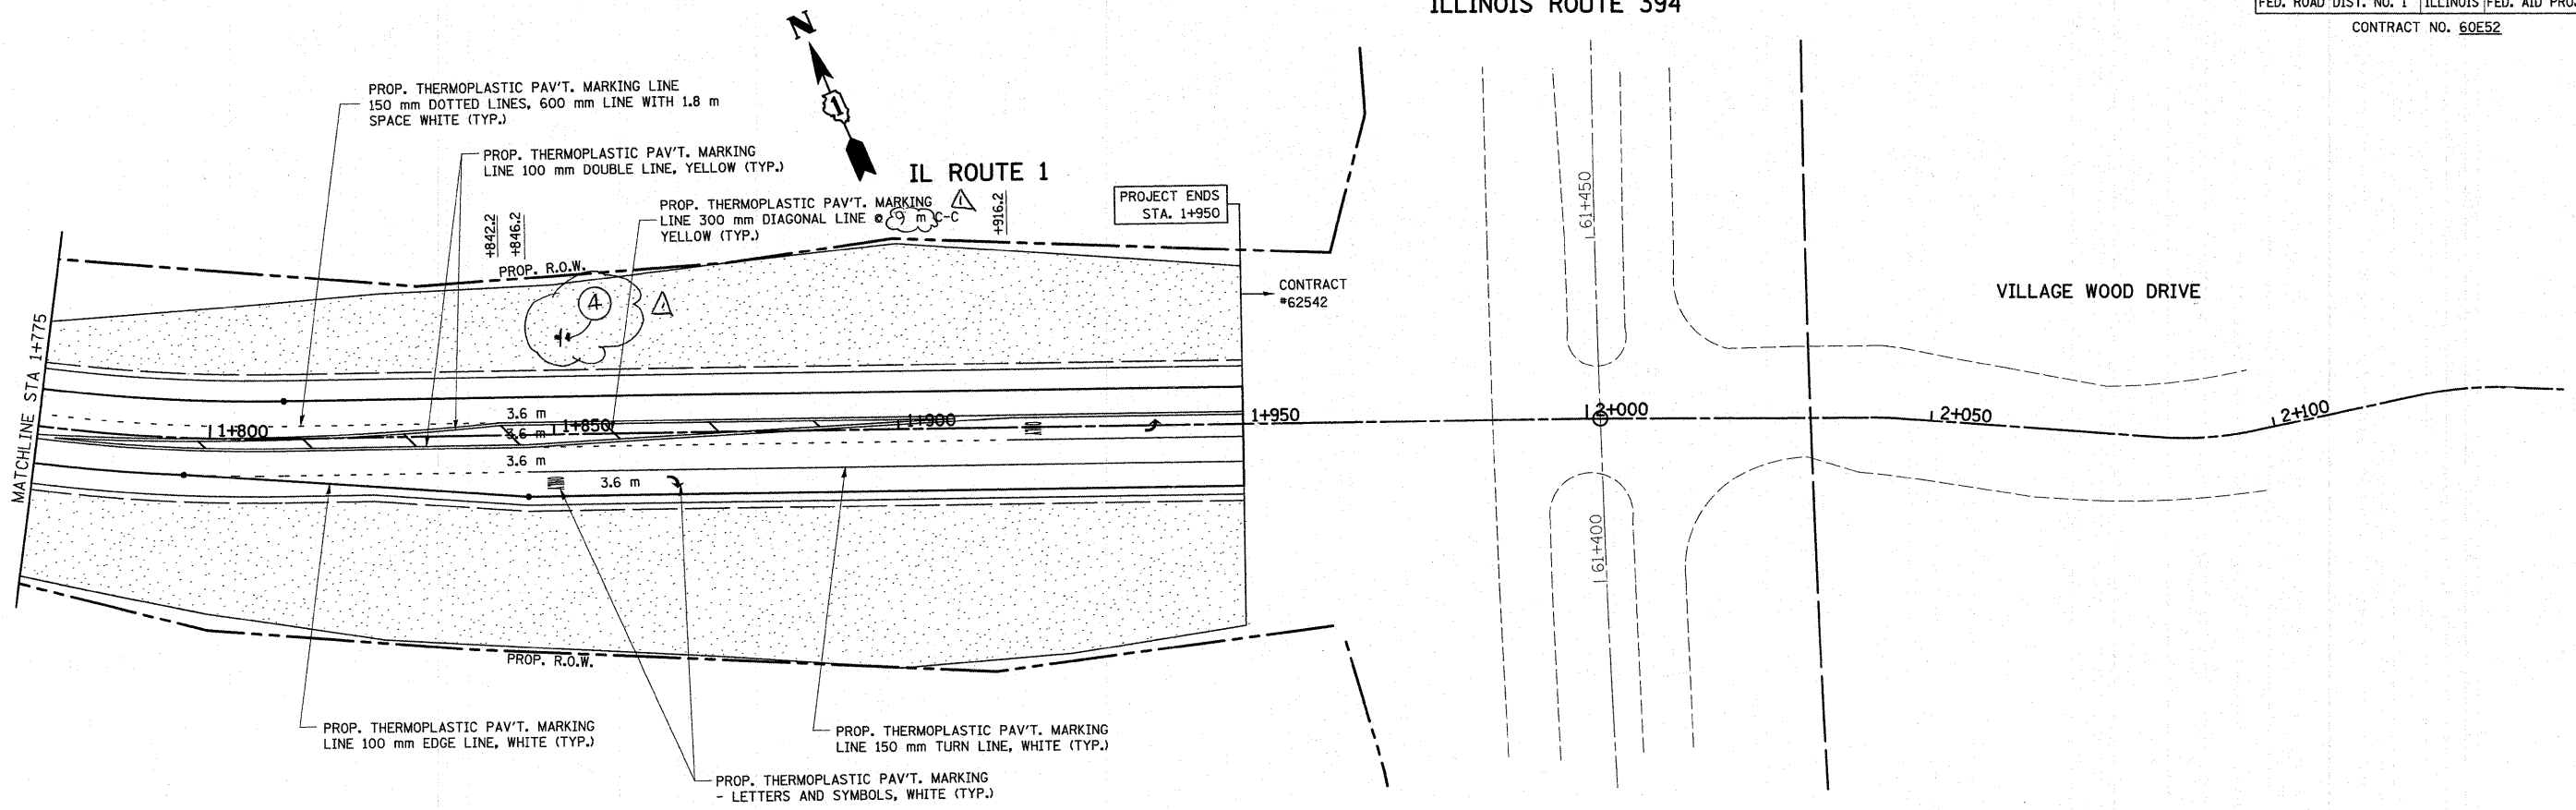 ILLINOIS ROUTE 394
FED. ROAD DIST. NO. 1 ILLINOIS FED. AID
CONTRACT NO. 60E52
N
1
PROP. THERMOPLASTIC PAV'T. MARKING LINE
150 mm DOTTED LINES, 600 mm LINE WITH 1.8 m
SPACE WHITE (TYP.)
PROP. THERMOPLASTIC PAV'T. MARKING
LINE 100 mm DOUBLE LINE, YELLOW (TYP.)
IL ROUTE 1
PROP. THERMOPLASTIC PAV'T. MARKING
1
LINE 300 mm DIAGONAL LINE @ 9 m C-C
YELLOW (TYP.)
+842.2
+846.2
+916.2
PROJECT ENDS
STA. 1+950
61+450
PROP. R.O.W.
4
1
CONTRACT
#62542
VILLAGE WOOD DRIVE
MATCHLINE STA 1+775
3.6 m
1+800
1+850
1+900
1+950
2+000
2+050
2+100
3.6 m
3.6 m
3.6 m
61+400
PROP. R.O.W.
PROP. THERMOPLASTIC PAV'T. MARKING
LINE 100 mm EDGE LINE, WHITE (TYP.)
PROP. THERMOPLASTIC PAV'T. MARKING
LINE 150 mm TURN LINE, WHITE (TYP.)
PROP. THERMOPLASTIC PAV'T. MARKING
- LETTERS AND SYMBOLS, WHITE (TYP.)